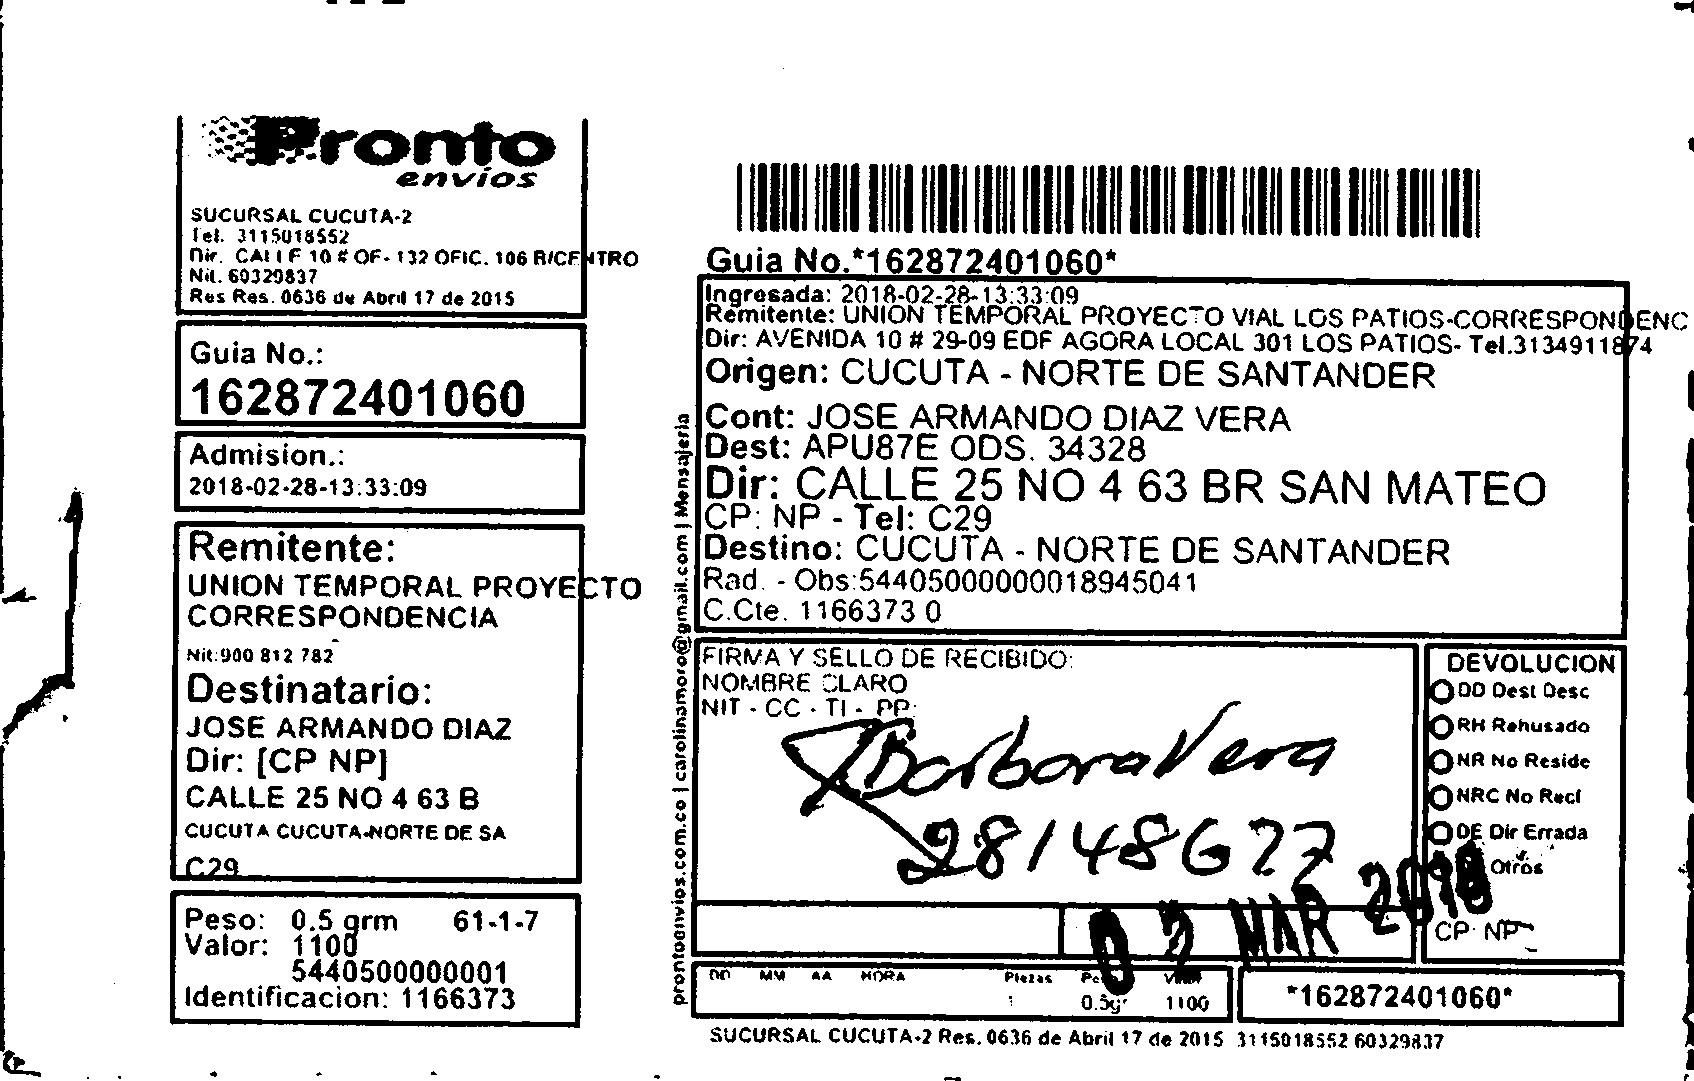 Pronto
envios
SUCURSAL CUCUTA-2
Tel. 3115018552
Dir. CALLE 10 # OF- 132 OFIC. 106 B/CENTRO
Nit. 60329837
Res Res. 0636 de Abril 17 de 2015
Guia No.:
162872401060
Admision.:
2018-02-28-13:33:09
Remitente:
UNION TEMPORAL PROYECTO
CORRESPONDENCIA
Nit:900 812 782
Destinatario:
JOSE ARMANDO DIAZ
Dir: [CP NP]
CALLE 25 NO 4 63 B
CUCUTA CUCUTA-NORTE DE SA
C29
Peso: 0.5 grm 61-1-7
Valor: 1100
5440500000001
Identificacion: 1166373
prontoenvios.com.co | carolinamoro@gmail.com | Mensajeria
Guia No.*162872401060*
Ingresada: 2018-02-28-13:33:09
Remitente: UNION TEMPORAL PROYECTO VIAL LOS PATIOS-CORRESPONDENC
Dir: AVENIDA 10 # 29-09 EDF AGORA LOCAL 301 LOS PATIOS- Tel.3134911874
Origen: CUCUTA - NORTE DE SANTANDER
Cont: JOSE ARMANDO DIAZ VERA
Dest: APU87E ODS. 34328
Dir: CALLE 25 NO 4 63 BR SAN MATEO
CP: NP - Tel: C29
Destino: CUCUTA - NORTE DE SANTANDER
Rad. - Obs:54405000000018945041
C.Cte. 1166373 0
FIRMA Y SELLO DE RECIBIDO:
NOMBRE CLARO
NIT - CC - TI - PP:
Barbara Vera
28148677
DEVOLUCION
DD Dest Desc
RH Rehusado
NR No Reside
NRC No Recl
DE Dir Errada
Otros
CP: NP
MAR 2018
DD MM AA HORA Piezas
1 0.5gr 1100
*162872401060*
SUCURSAL CUCUTA-2 Res. 0636 de Abril 17 de 2015 3115018552 60329837